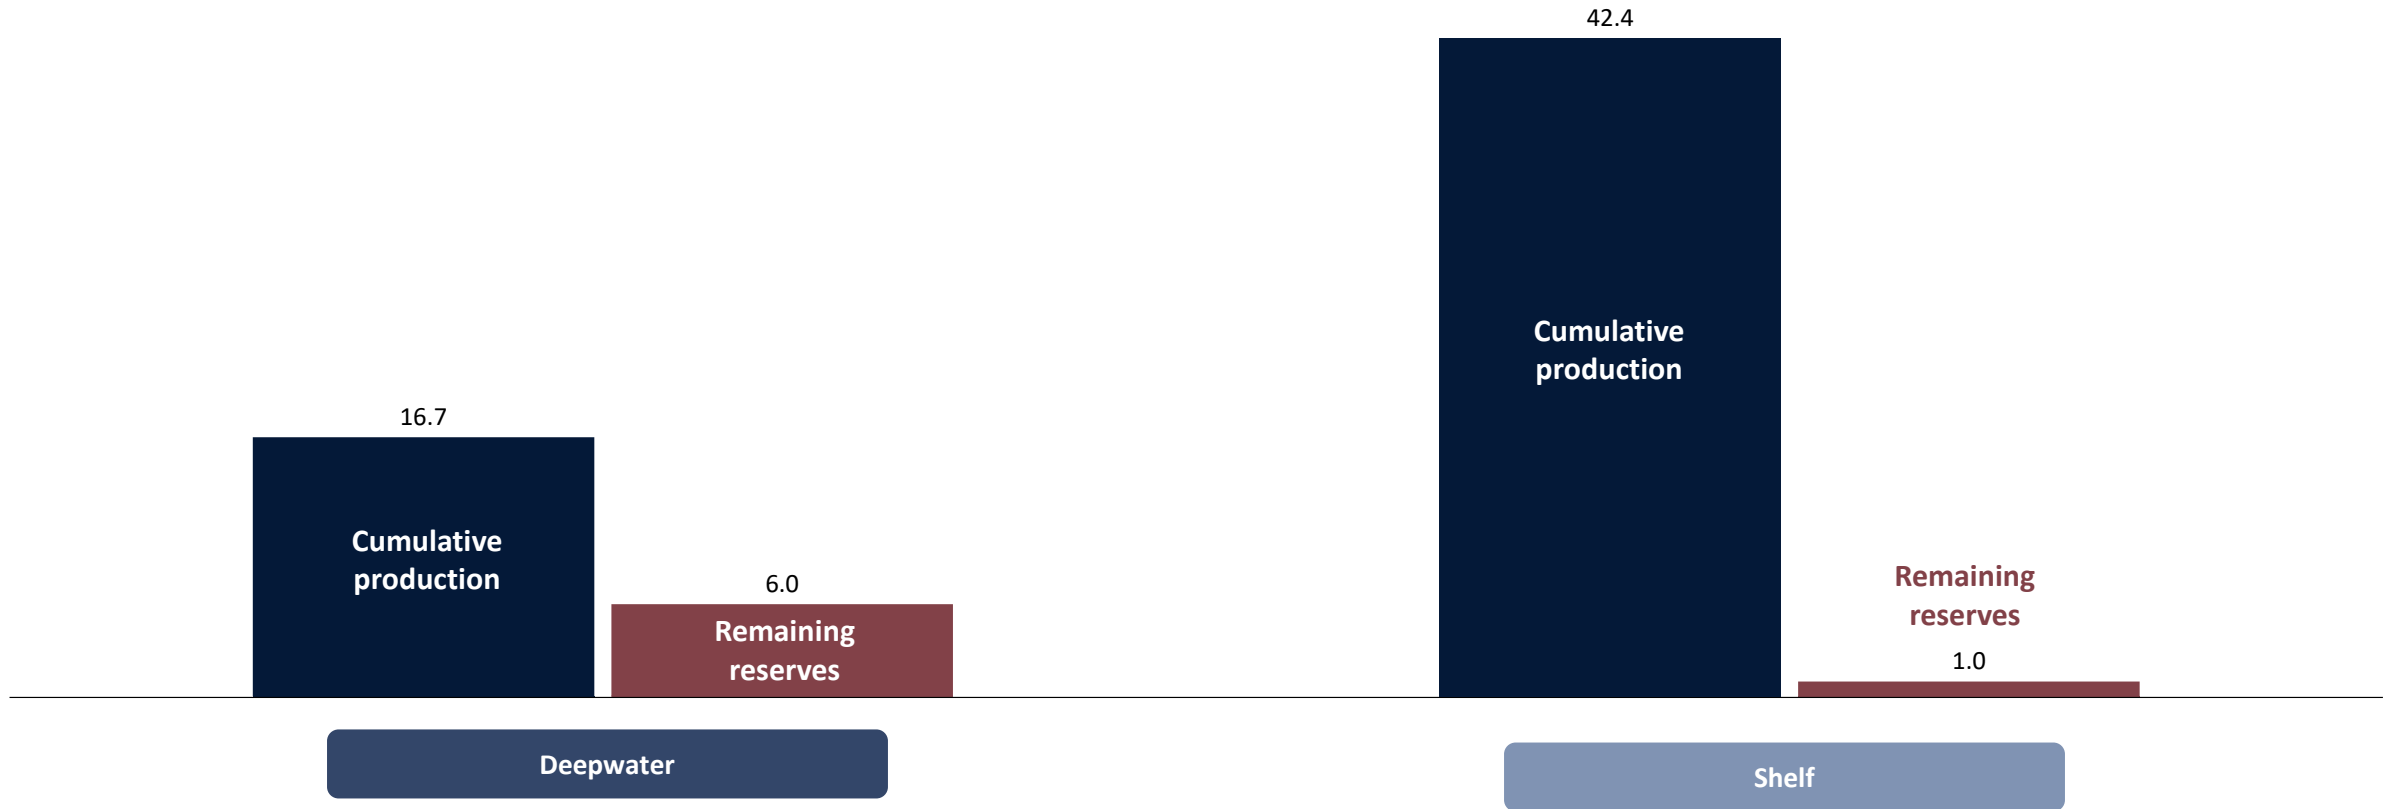 42.4
Cumulative
production
16.7
Cumulative
production
6.0
Remaining
reserves
Remaining
reserves
1.0
Deepwater
Shelf